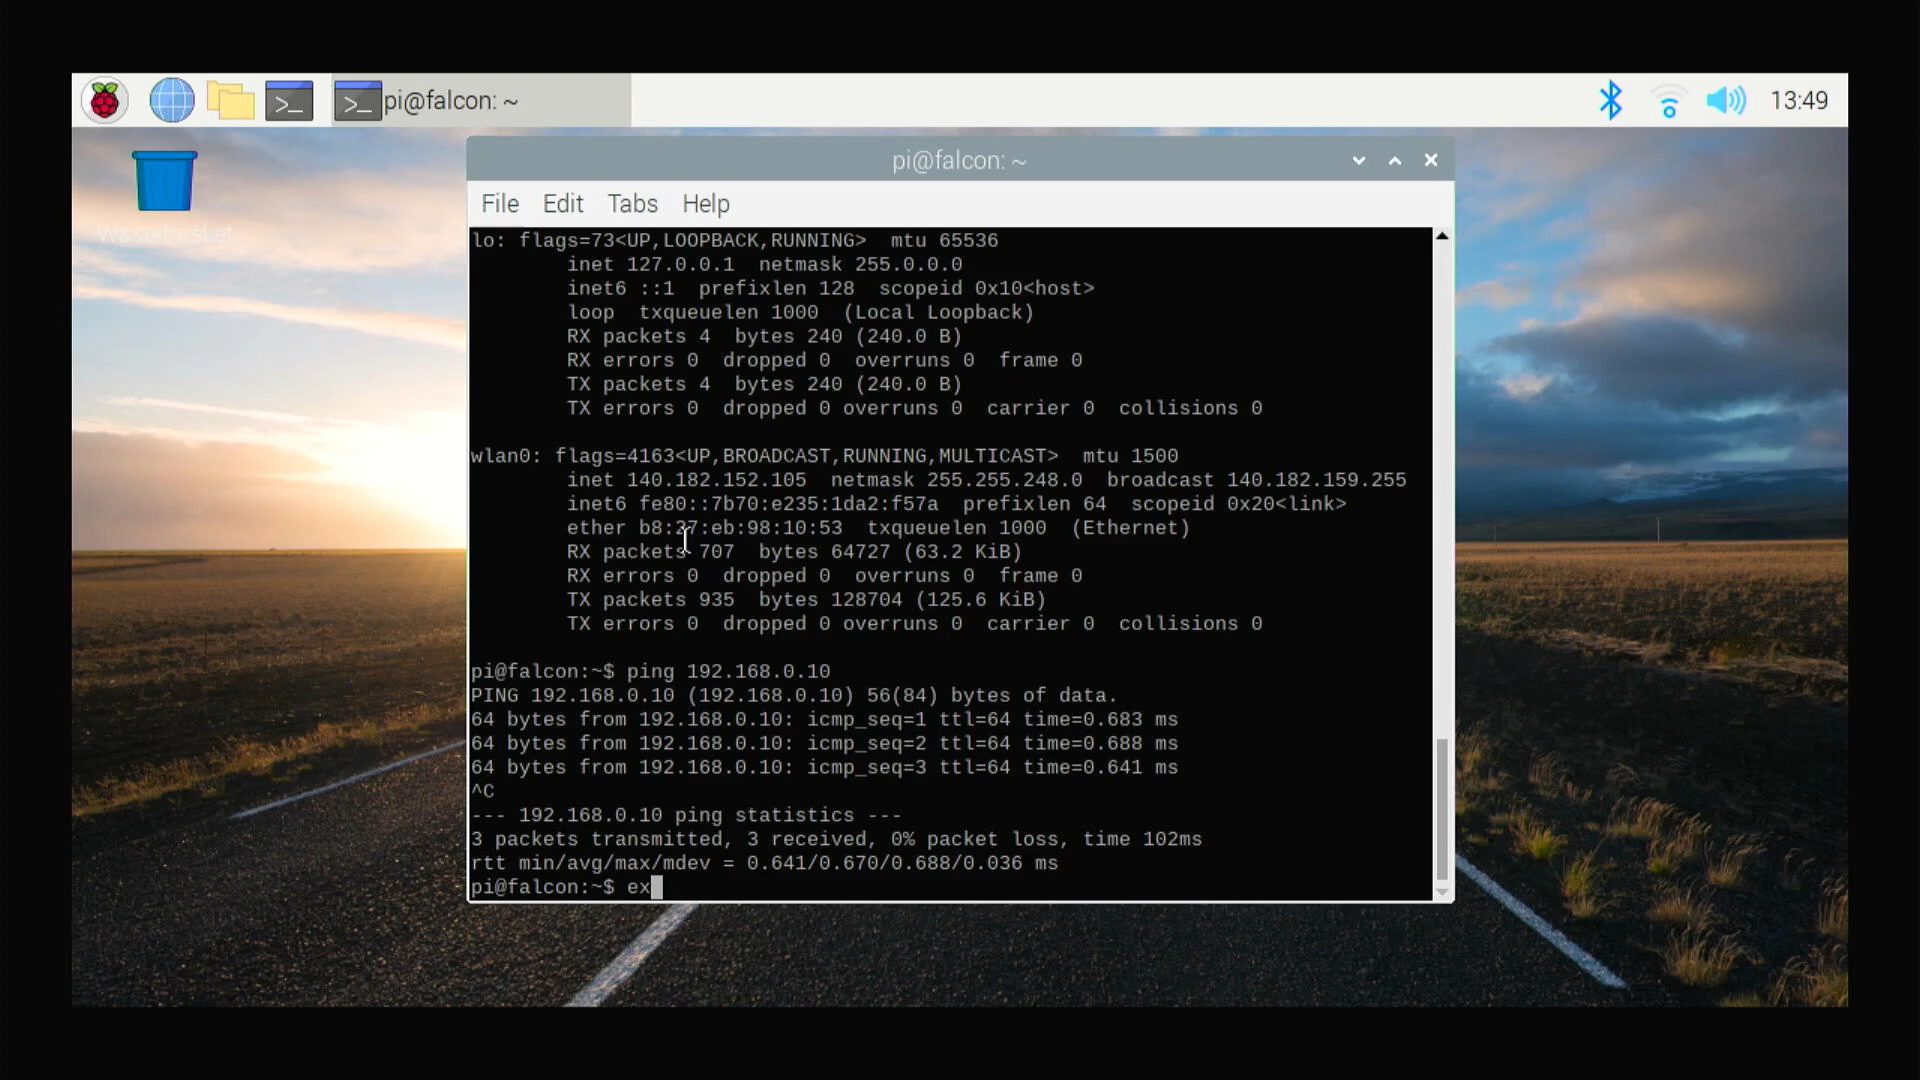 pi@falcon: ~
13:49
Wastebasket
pi@falcon: ~
File Edit Tabs Help
lo: flags=73<UP,LOOPBACK,RUNNING>  mtu 65536
        inet 127.0.0.1  netmask 255.0.0.0
        inet6 ::1  prefixlen 128  scopeid 0x10<host>
        loop  txqueuelen 1000  (Local Loopback)
        RX packets 4  bytes 240 (240.0 B)
        RX errors 0  dropped 0  overruns 0  frame 0
        TX packets 4  bytes 240 (240.0 B)
        TX errors 0  dropped 0 overruns 0  carrier 0  collisions 0
wlan0: flags=4163<UP,BROADCAST,RUNNING,MULTICAST>  mtu 1500
        inet 140.182.152.105  netmask 255.255.248.0  broadcast 140.182.159.255
        inet6 fe80::7b70:e235:1da2:f57a  prefixlen 64  scopeid 0x20<link>
        ether b8:27:eb:98:10:53  txqueuelen 1000  (Ethernet)
        RX packets 707  bytes 64727 (63.2 KiB)
        RX errors 0  dropped 0  overruns 0  frame 0
        TX packets 935  bytes 128704 (125.6 KiB)
        TX errors 0  dropped 0 overruns 0  carrier 0  collisions 0
pi@falcon:~$ ping 192.168.0.10
PING 192.168.0.10 (192.168.0.10) 56(84) bytes of data.
64 bytes from 192.168.0.10: icmp_seq=1 ttl=64 time=0.683 ms
64 bytes from 192.168.0.10: icmp_seq=2 ttl=64 time=0.688 ms
64 bytes from 192.168.0.10: icmp_seq=3 ttl=64 time=0.641 ms
^C
--- 192.168.0.10 ping statistics ---
3 packets transmitted, 3 received, 0% packet loss, time 102ms
rtt min/avg/max/mdev = 0.641/0.670/0.688/0.036 ms
pi@falcon:~$ ex